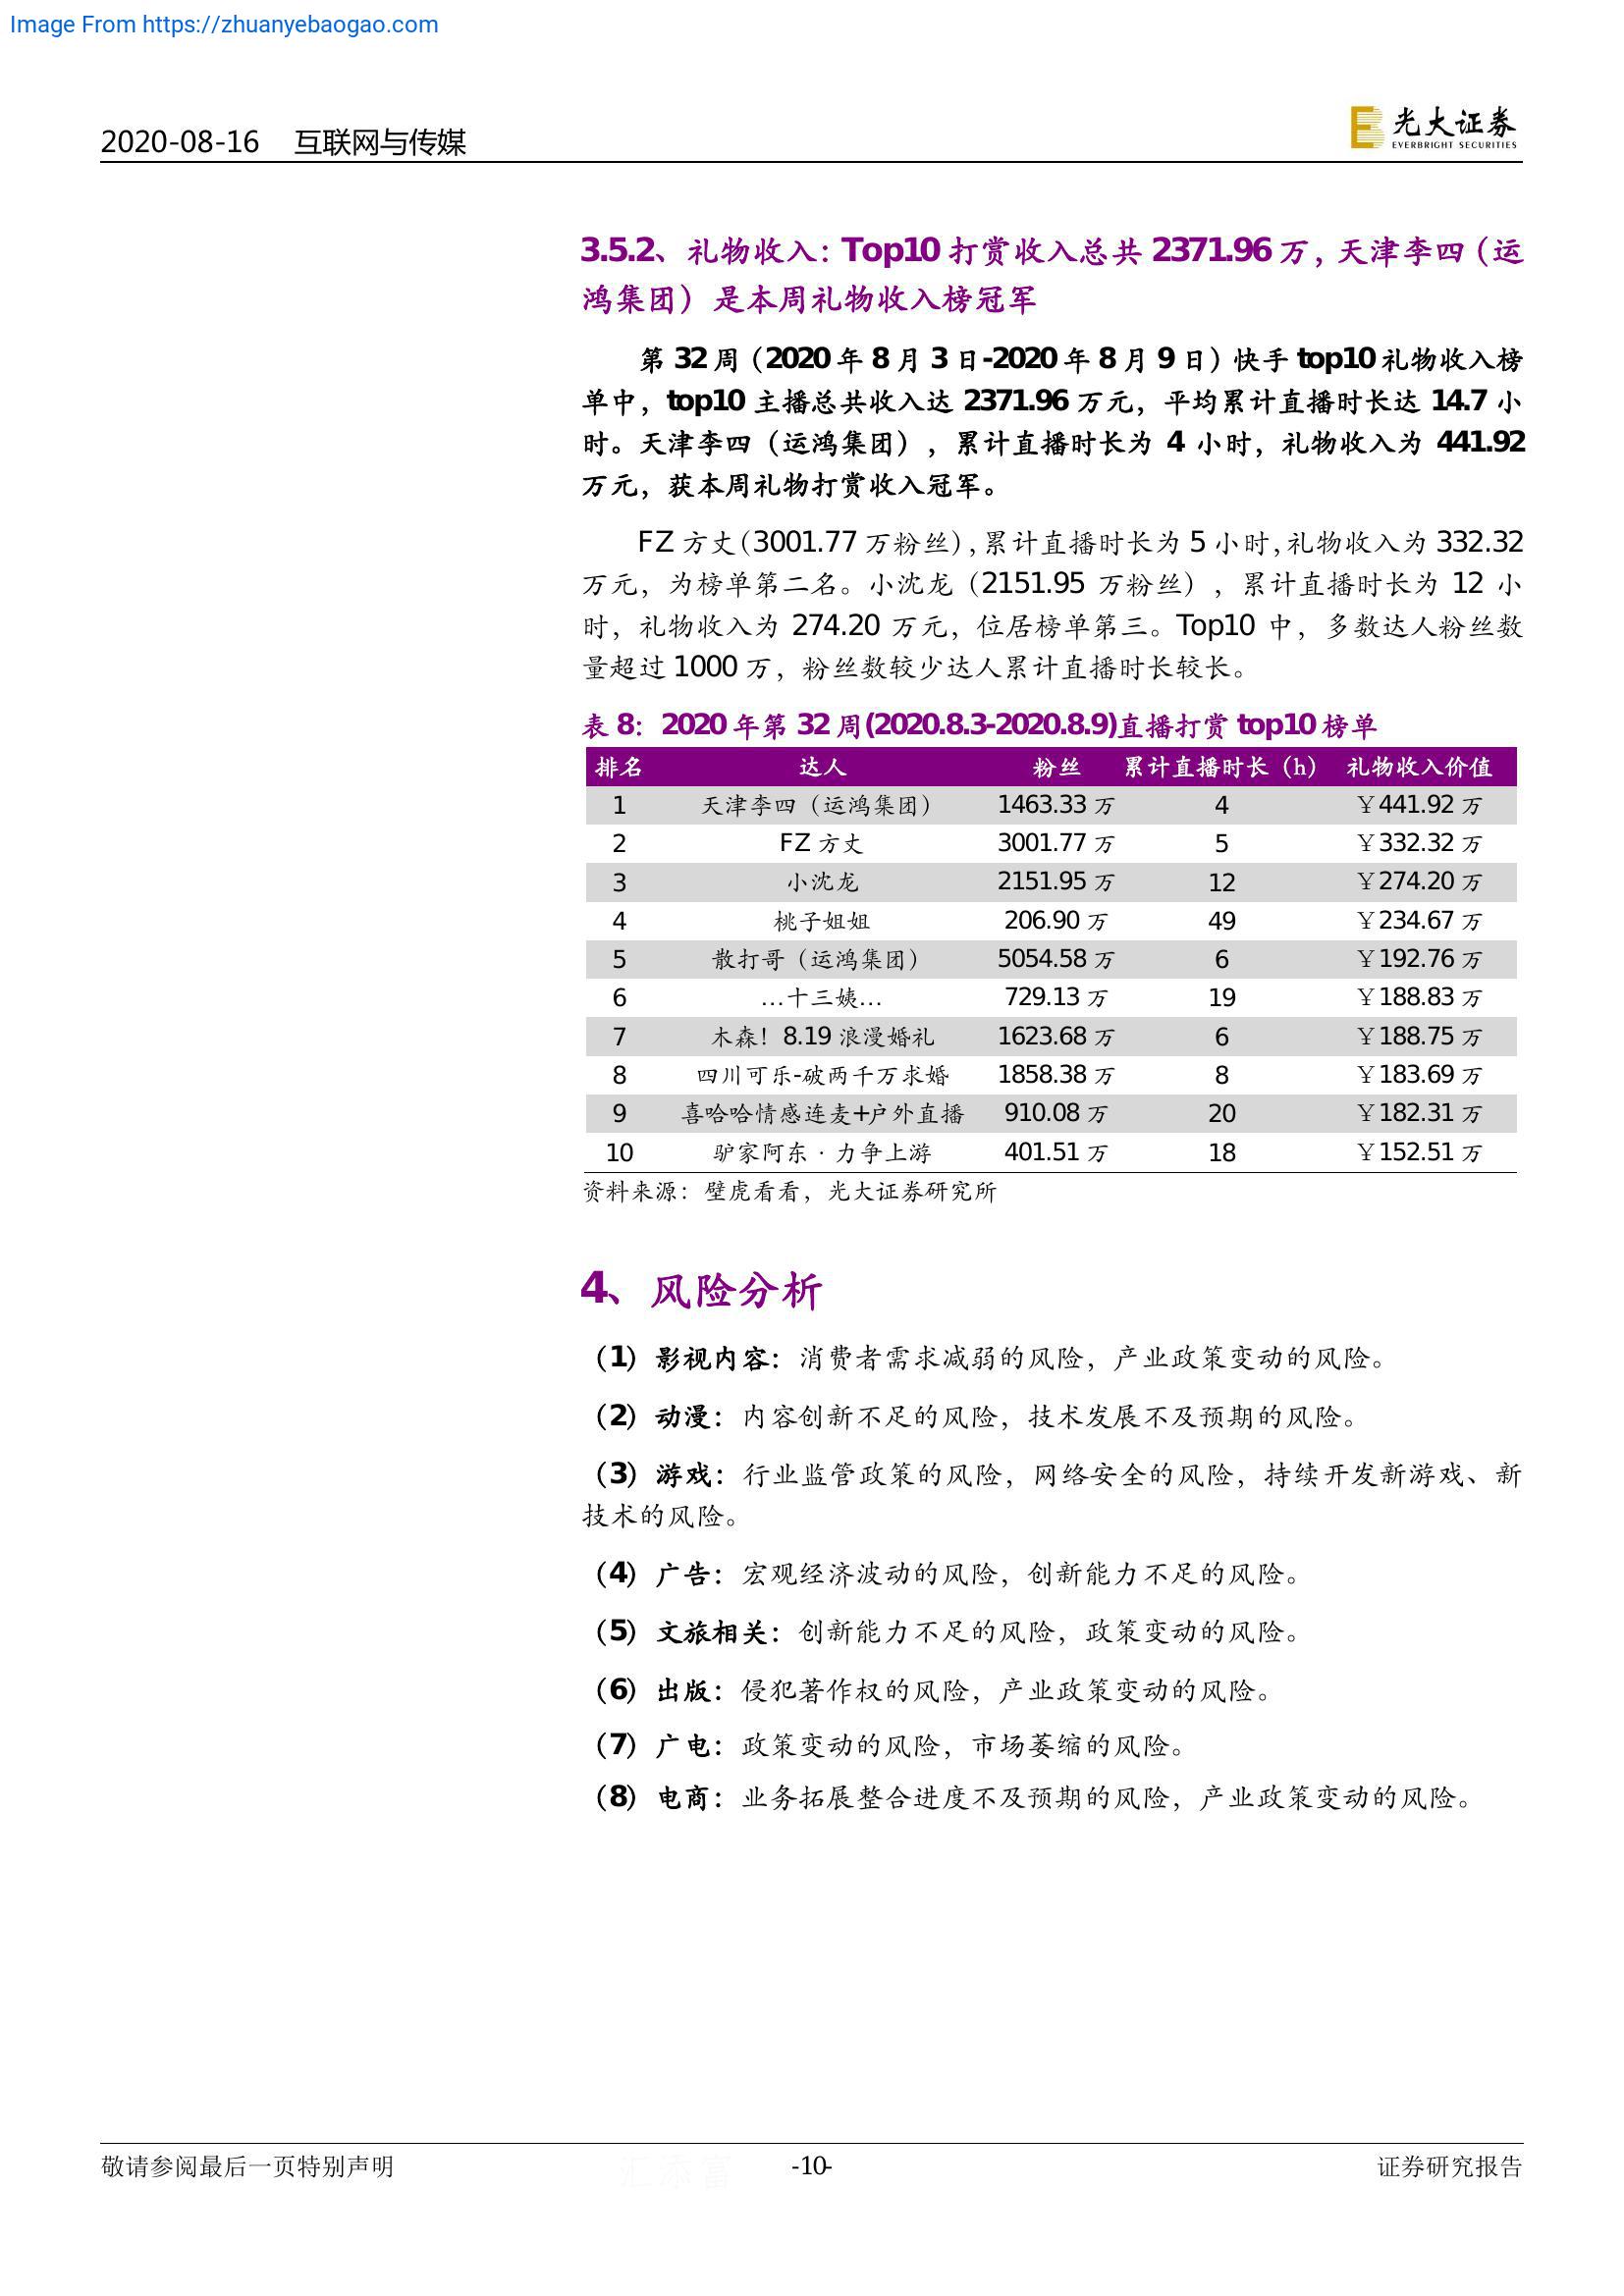 Image From https://zhuanyebaogao.com
2020-08-16 互联网与传媒
光大证券
EVERBRIGHT SECURITIES
3.5.2、礼物收入：Top10 打赏收入总共 2371.96 万，天津李四（运
鸿集团）是本周礼物收入榜冠军
第 32 周（2020 年 8 月 3 日-2020 年 8 月 9 日）快手 top10 礼物收入榜
单中，top10 主播总共收入达 2371.96 万元，平均累计直播时长达 14.7 小
时。天津李四（运鸿集团），累计直播时长为 4 小时，礼物收入为 441.92
万元，获本周礼物打赏收入冠军。
FZ 方丈（3001.77 万粉丝），累计直播时长为 5 小时，礼物收入为 332.32
万元，为榜单第二名。小沈龙（2151.95 万粉丝），累计直播时长为 12 小
时，礼物收入为 274.20 万元，位居榜单第三。Top10 中，多数达人粉丝数
量超过 1000 万，粉丝数较少达人累计直播时长较长。
表 8：2020 年第 32 周(2020.8.3-2020.8.9)直播打赏 top10 榜单
排名 达人 粉丝 累计直播时长（h） 礼物收入价值
1 天津李四（运鸿集团） 1463.33 万 4 ￥441.92 万
2 FZ 方丈 3001.77 万 5 ￥332.32 万
3 小沈龙 2151.95 万 12 ￥274.20 万
4 桃子姐姐 206.90 万 49 ￥234.67 万
5 散打哥（运鸿集团） 5054.58 万 6 ￥192.76 万
6 …十三姨… 729.13 万 19 ￥188.83 万
7 木森！8.19 浪漫婚礼 1623.68 万 6 ￥188.75 万
8 四川可乐-破两千万求婚 1858.38 万 8 ￥183.69 万
9 喜哈哈情感连麦+户外直播 910.08 万 20 ￥182.31 万
10 驴家阿东·力争上游 401.51 万 18 ￥152.51 万
资料来源：壁虎看看，光大证券研究所
4、风险分析
（1）影视内容：消费者需求减弱的风险，产业政策变动的风险。
（2）动漫：内容创新不足的风险，技术发展不及预期的风险。
（3）游戏：行业监管政策的风险，网络安全的风险，持续开发新游戏、新
技术的风险。
（4）广告：宏观经济波动的风险，创新能力不足的风险。
（5）文旅相关：创新能力不足的风险，政策变动的风险。
（6）出版：侵犯著作权的风险，产业政策变动的风险。
（7）广电：政策变动的风险，市场萎缩的风险。
（8）电商：业务拓展整合进度不及预期的风险，产业政策变动的风险。
敬请参阅最后一页特别声明 汇添富 -10- 证券研究报告